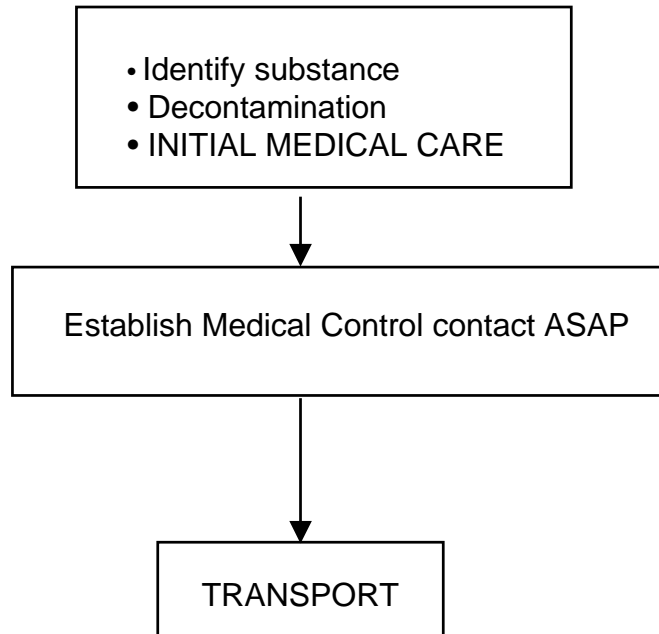 • Identify substance
• Decontamination
• INITIAL MEDICAL CARE
Establish Medical Control contact ASAP
TRANSPORT